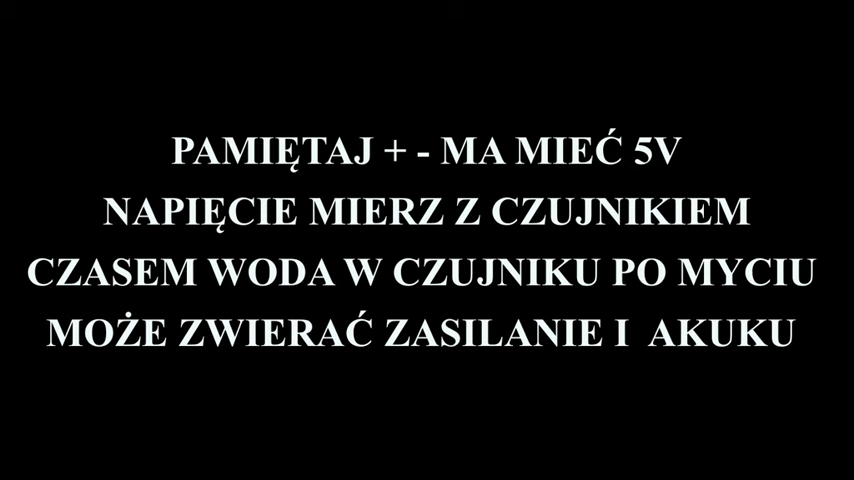 PAMIĘTAJ + - MA MIEĆ 5V
NAPIĘCIE MIERZ Z CZUJNIKIEM
CZASEM WODA W CZUJNIKU PO MYCIU
MOŻE ZWIERAĆ ZASILANIE I AKUKU